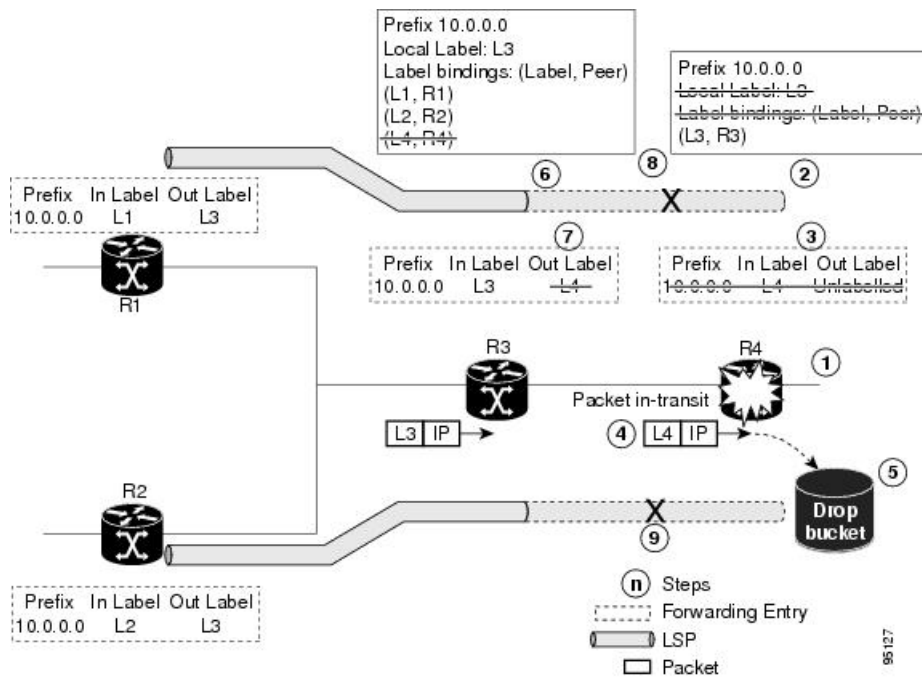 Prefix 10.0.0.0
Local Label: L3
Label bindings: (Label, Peer)
(L1, R1)
(L2, R2)
(L4, R4)
Prefix 10.0.0.0
Local Label: L3
Label bindings: (Label, Peer)
(L3, R3)
6
8
2
Prefix In Label Out Label
10.0.0.0 L1 L3
R1
7
Prefix In Label Out Label
10.0.0.0 L3 L4
3
Prefix In Label Out Label
10.0.0.0 L4 Unlabelled
R3
R4
1
Packet in-transit
L3 IP
4
L4 IP
5
Drop
bucket
R2
9
Prefix In Label Out Label
10.0.0.0 L2 L3
n Steps
Forwarding Entry
LSP
Packet
95127